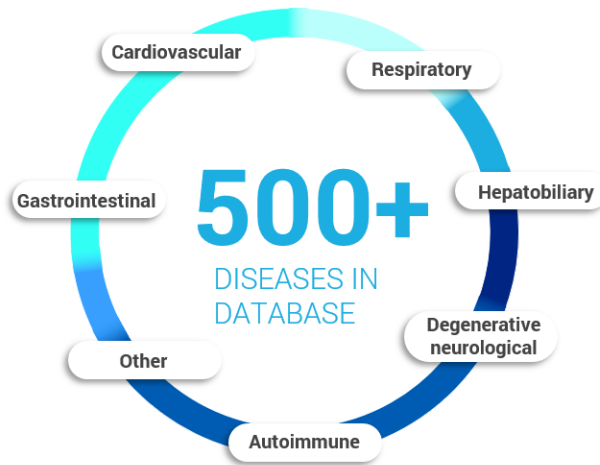 Cardiovascular
Respiratory
Gastrointestinal
Hepatobiliary
500+
DISEASES IN
DATABASE
Degenerative
neurological
Other
Autoimmune